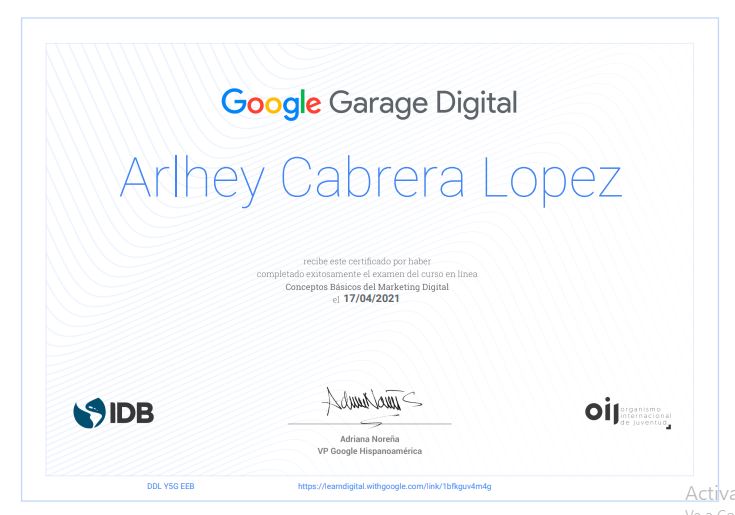 Google Garage Digital
Arlhey Cabrera Lopez
recibe este certificado por haber
completado exitosamente el examen del curso en línea
Conceptos Básicos del Marketing Digital
el 17/04/2021
IDB
oij organismo
internacional
de juventud
Adriana Noreña
VP Google Hispanoamérica
DDL Y5G EEB
https://learndigital.withgoogle.com/link/1bfkguv4m4g
Activa